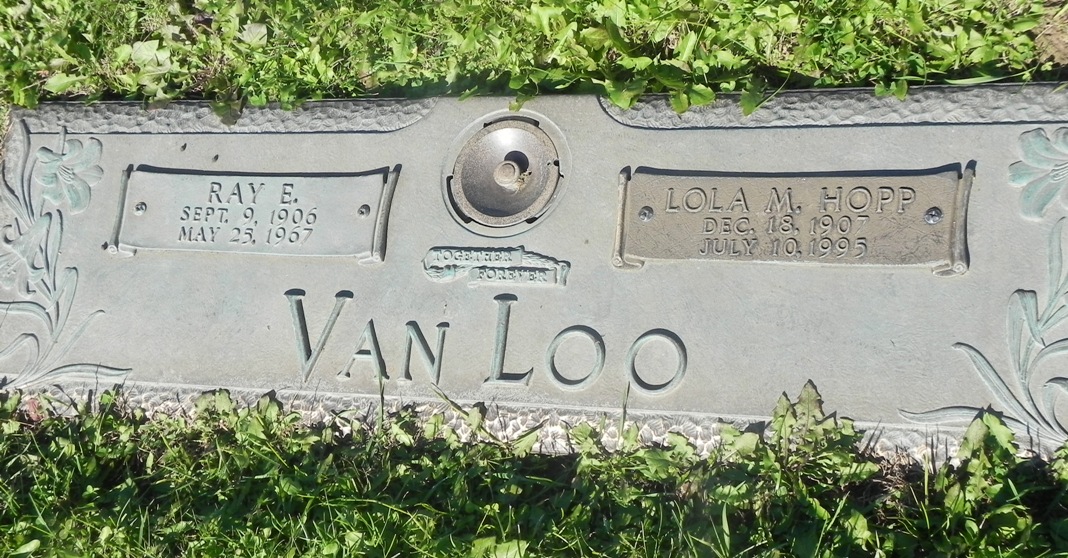 RAY E.
SEPT. 9, 1906
MAY 25, 1967
LOLA M. HOPP
DEC. 18, 1907
JULY 10, 1995
TOGETHER
FOREVER
VAN LOO